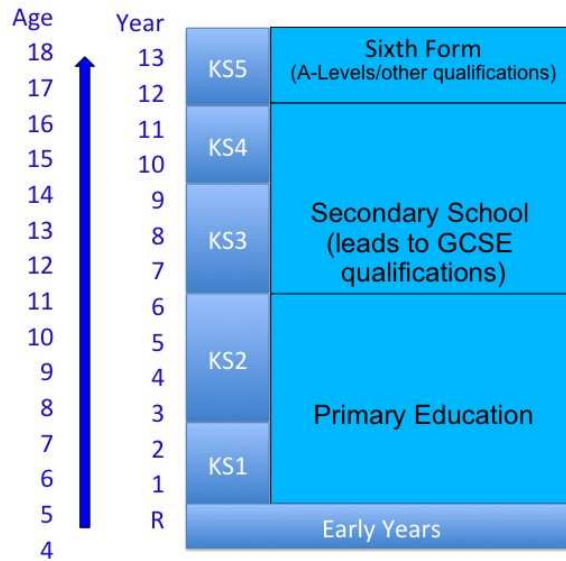 Age
18
17
16
15
14
13
12
11
10
9
8
7
6
5
4
Year
13
12
11
10
9
8
7
6
5
4
3
2
1
R
KS5
KS4
KS3
KS2
KS1
Sixth Form
(A-Levels/other qualifications)
Secondary School
(leads to GCSE
qualifications)
Primary Education
Early Years